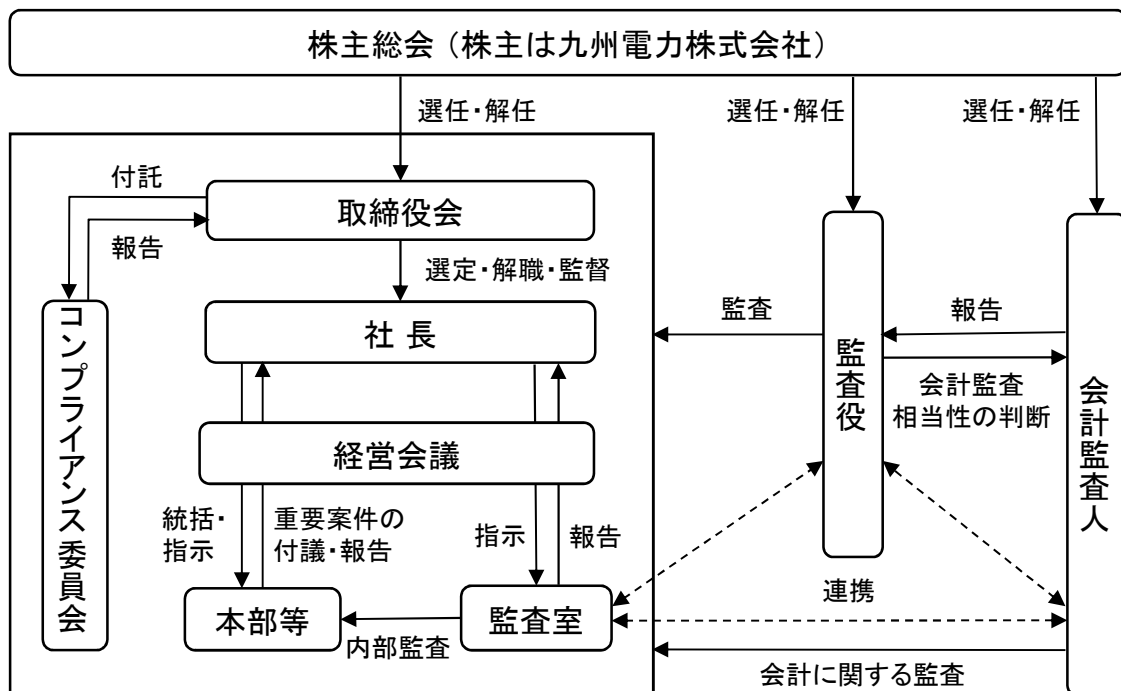 株主総会（株主は九州電力株式会社）
選任・解任
選任・解任
選任・解任
付託
取締役会
報告
選定・解職・監督
コンプライアンス委員会
社長
監査
監査役
報告
会計監査
相当性の判断
会計監査人
経営会議
統括・
指示
重要案件の
付議・報告
指示
報告
本部等
内部監査
監査室
連携
会計に関する監査